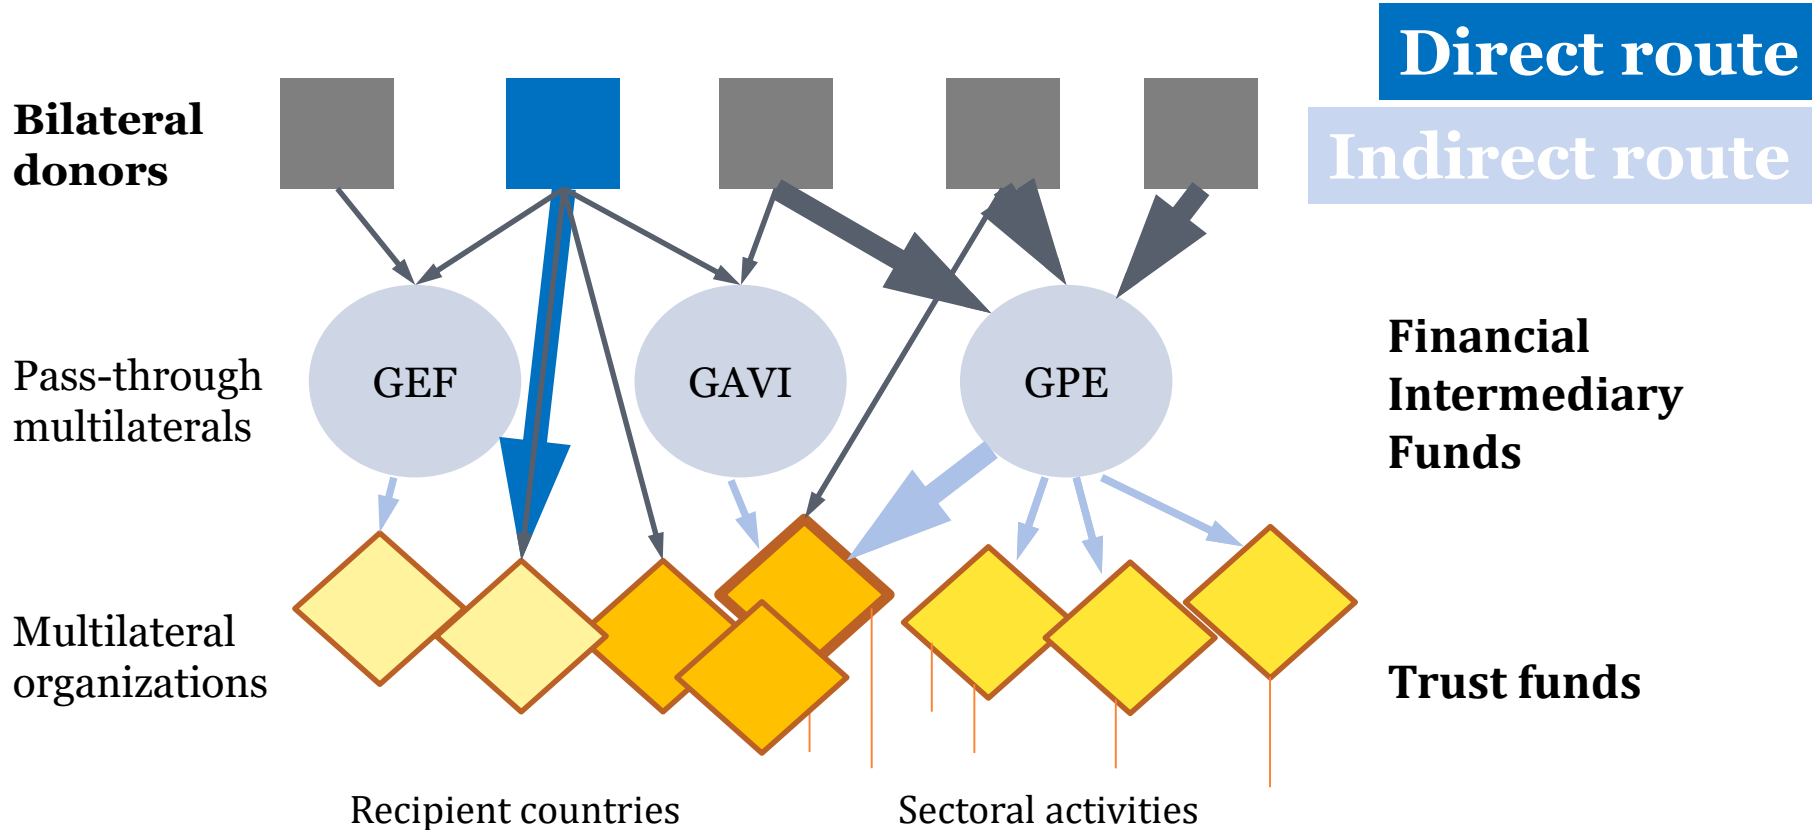 Direct route
Bilateral
donors
Indirect route
Pass-through
multilaterals
GEF
GAVI
GPE
Financial
Intermediary
Funds
Multilateral
organizations
Trust funds
Recipient countries
Sectoral activities